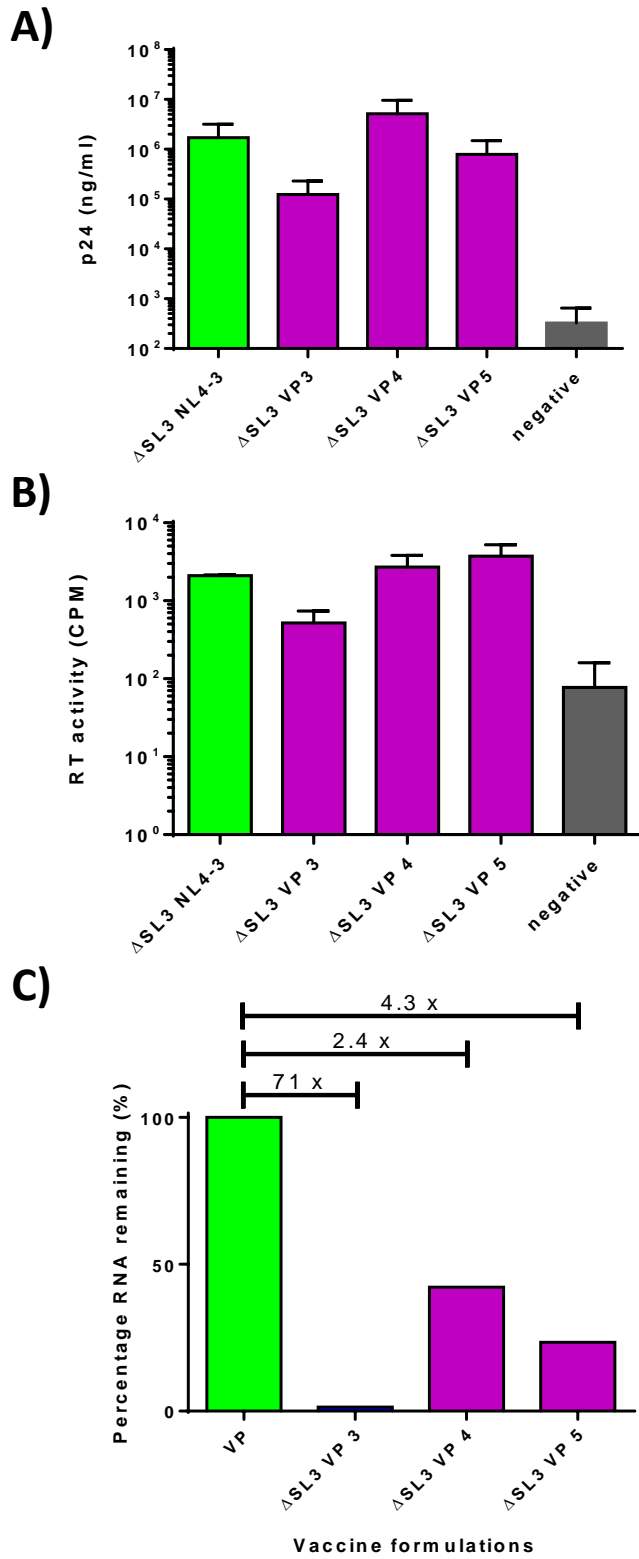 A)
p24 (ng/ml)
10⁸
10⁷
10⁶
10⁵
10⁴
10³
10²
ΔSL3 NL4-3
ΔSL3 VP3
ΔSL3 VP4
ΔSL3 VP5
negative
B)
RT activity (CPM)
10⁴
10³
10²
10¹
10⁰
ΔSL3 NL4-3
ΔSL3 VP 3
ΔSL3 VP 4
ΔSL3 VP 5
negative
C)
4.3 x
2.4 x
71 x
Percentage RNA remaining (%)
100
50
0
VP
ΔSL3 VP 3
ΔSL3 VP 4
ΔSL3 VP 5
Vaccine formulations